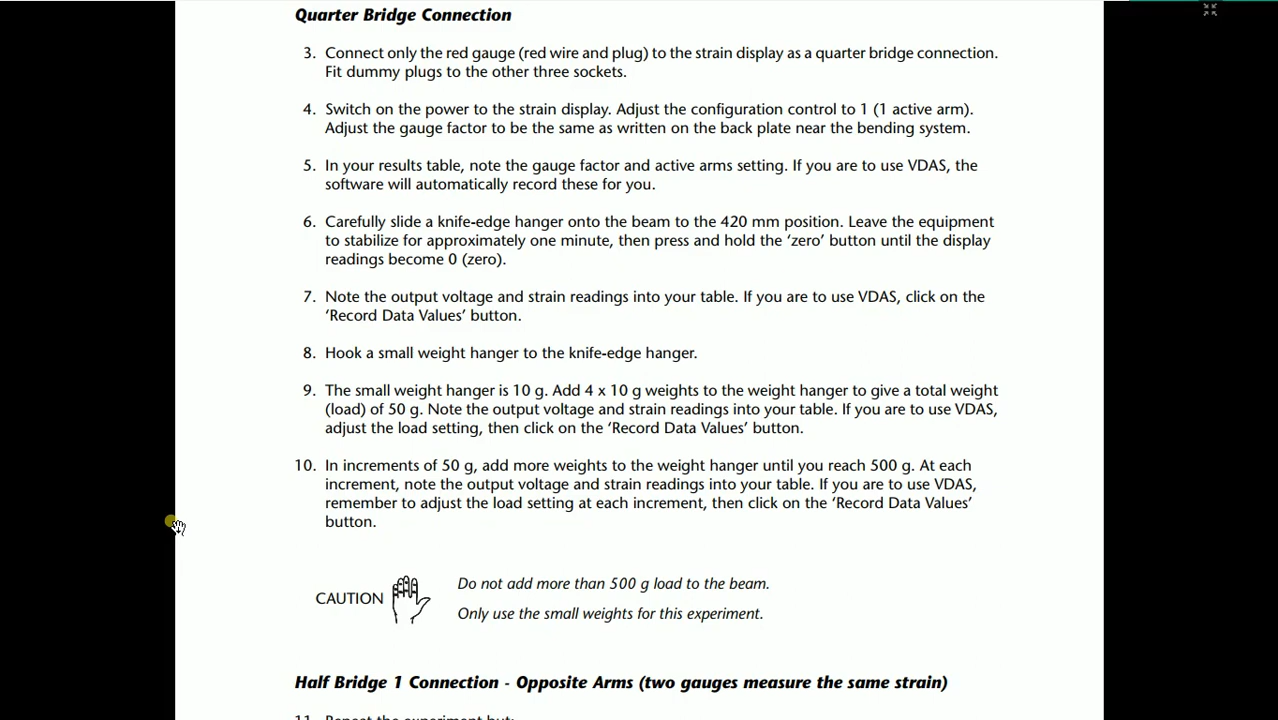 Quarter Bridge Connection
3. Connect only the red gauge (red wire and plug) to the strain display as a quarter bridge connection.
Fit dummy plugs to the other three sockets.
4. Switch on the power to the strain display. Adjust the configuration control to 1 (1 active arm).
Adjust the gauge factor to be the same as written on the back plate near the bending system.
5. In your results table, note the gauge factor and active arms setting. If you are to use VDAS, the
software will automatically record these for you.
6. Carefully slide a knife-edge hanger onto the beam to the 420 mm position. Leave the equipment
to stabilize for approximately one minute, then press and hold the ‘zero’ button until the display
readings become 0 (zero).
7. Note the output voltage and strain readings into your table. If you are to use VDAS, click on the
‘Record Data Values’ button.
8. Hook a small weight hanger to the knife-edge hanger.
9. The small weight hanger is 10 g. Add 4 x 10 g weights to the weight hanger to give a total weight
(load) of 50 g. Note the output voltage and strain readings into your table. If you are to use VDAS,
adjust the load setting, then click on the ‘Record Data Values’ button.
10. In increments of 50 g, add more weights to the weight hanger until you reach 500 g. At each
increment, note the output voltage and strain readings into your table. If you are to use VDAS,
remember to adjust the load setting at each increment, then click on the ‘Record Data Values’
button.
CAUTION
Do not add more than 500 g load to the beam.
Only use the small weights for this experiment.
Half Bridge 1 Connection - Opposite Arms (two gauges measure the same strain)
11. Repeat the experiment but: